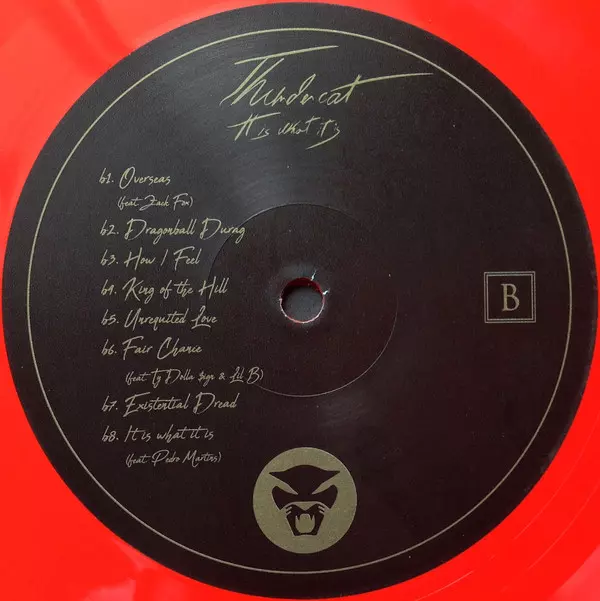 Thundercat
It is what it is
b1. Overseas
(feat. Zack Fox)
b2. Dragonball Durag
b3. How I Feel
b4. King of the Hill
b5. Unrequited Love
b6. Fair Chance
(feat. Ty Dolla $ign & Lil B)
b7. Existential Dread
b8. It is what it is
(feat. Pedro Martins)
B